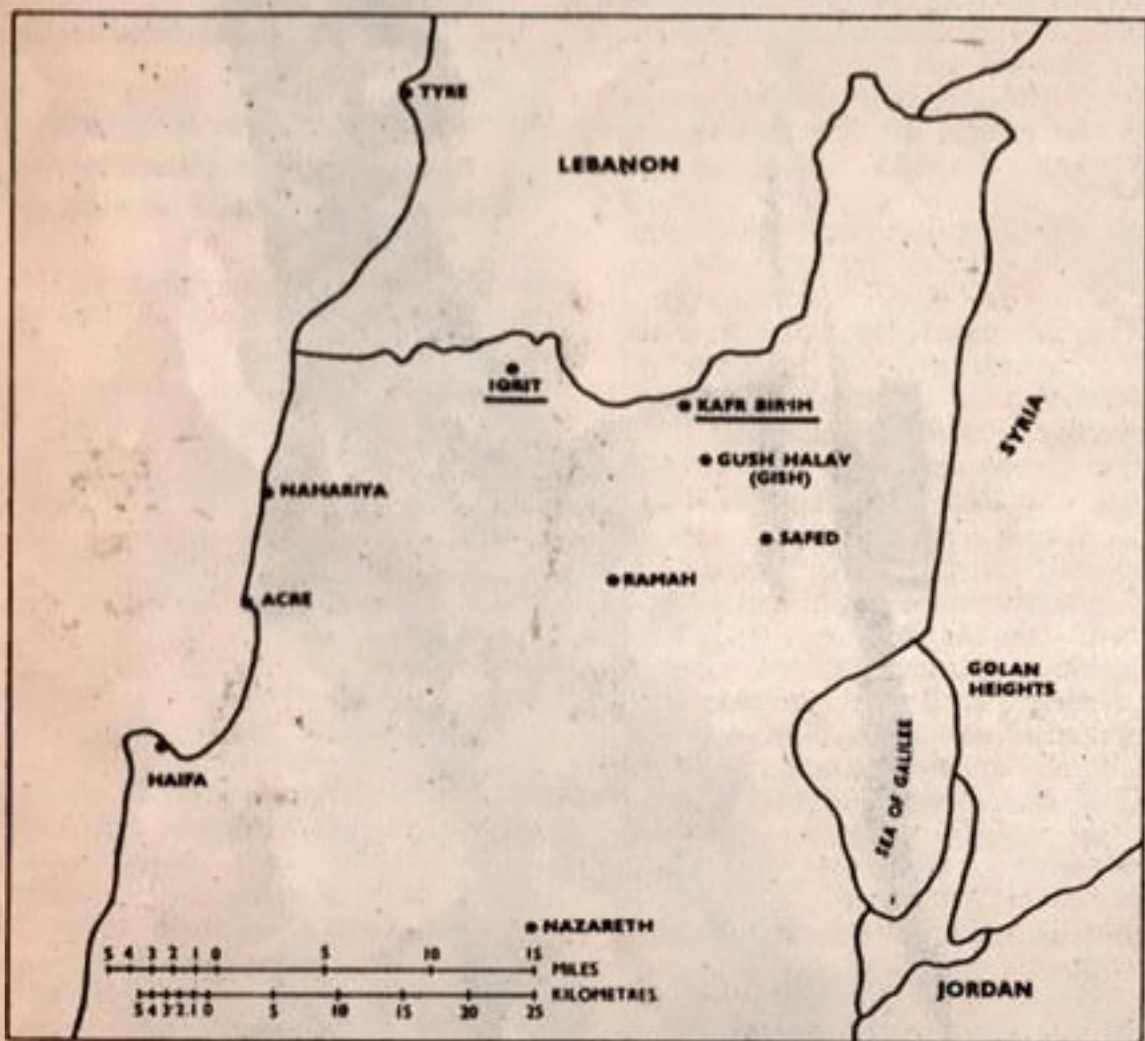 TYRE
LEBANON
IQRIT
KAFR BIR'IM
SYRIA
GUSH HALAV
(GISH)
NAHARIYA
SAFED
RAMAH
ACRE
GOLAN
HEIGHTS
SEA OF GALILEE
HAIFA
NAZARETH
5 4 3 2 1 0 5 10 15
MILES
KILOMETRES
5 4 3 2 1 0 5 10 15 20 25
JORDAN